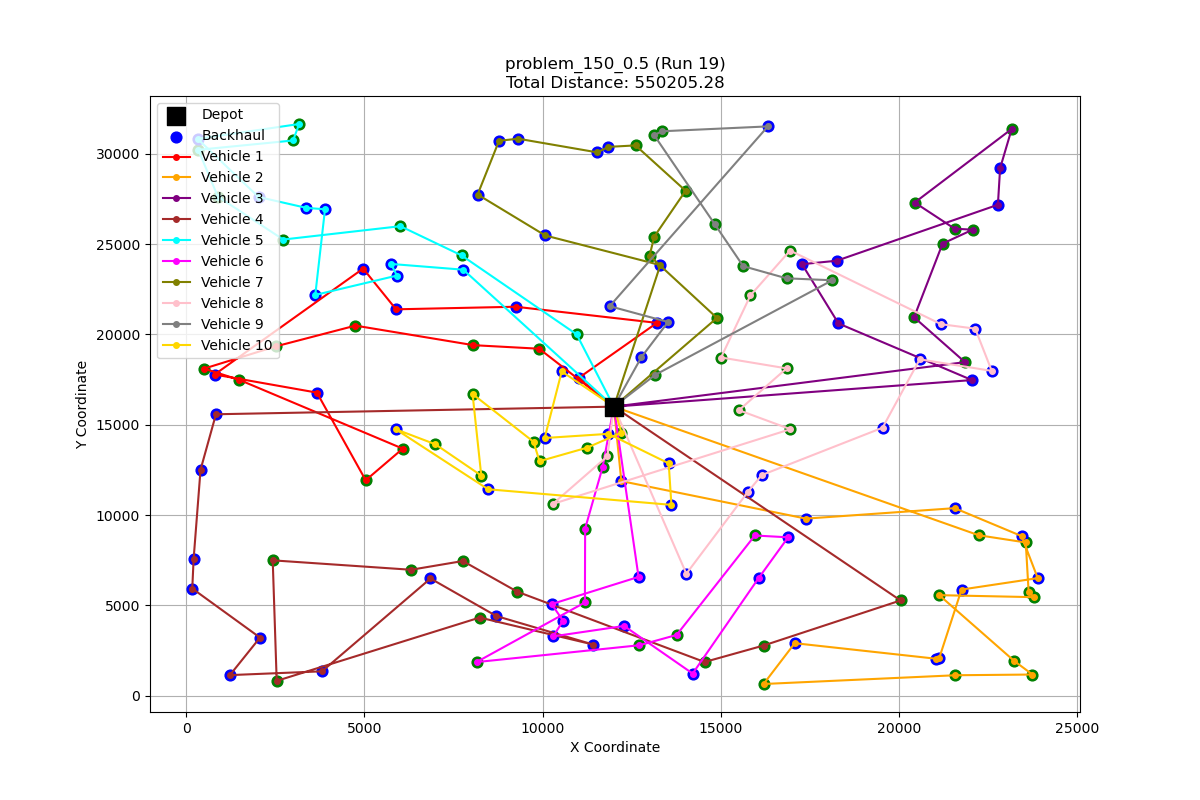 problem_150_0.5 (Run 19)
Total Distance: 550205.28
Depot
Backhaul
Vehicle 1
Vehicle 2
Vehicle 3
Vehicle 4
Vehicle 5
Vehicle 6
Vehicle 7
Vehicle 8
Vehicle 9
Vehicle 10
30000
25000
20000
15000
10000
5000
0
Y Coordinate
0 5000 10000 15000 20000 25000
X Coordinate